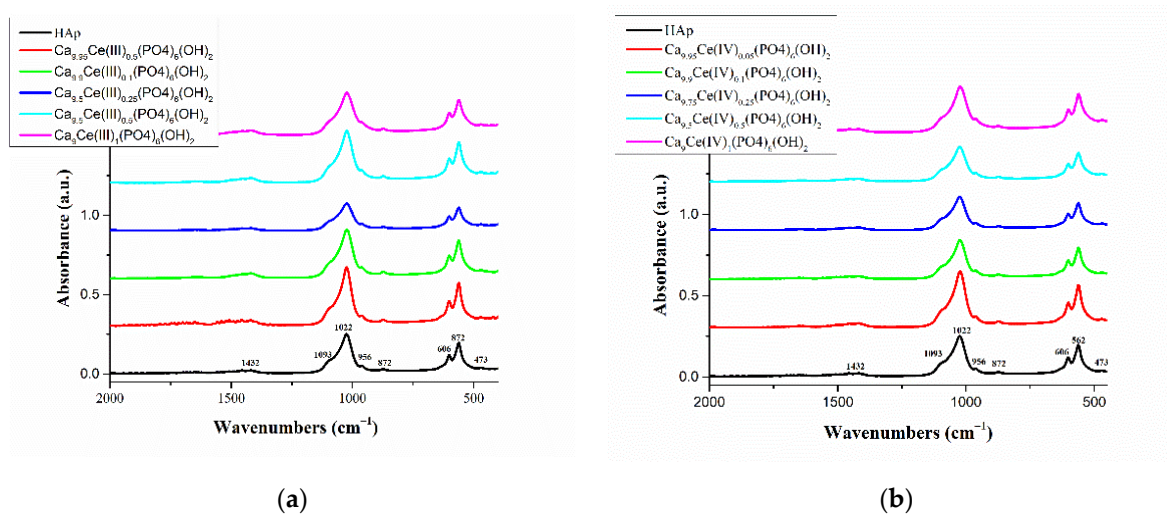 HAp
Ca9.95Ce(III)0.5(PO4)6(OH)2
Ca9.9Ce(III)0.1(PO4)6(OH)2
Ca9.5Ce(III)0.25(PO4)6(OH)2
Ca9.5Ce(III)0.5(PO4)6(OH)2
Ca9Ce(III)1(PO4)6(OH)2
Absorbance (a.u.)
1.0
0.5
0.0
1432
1093
1022
956
872
606
872
473
2000
1500
1000
500
Wavenumbers (cm−1)
(a)
HAp
Ca9.95Ce(IV)0.05(PO4)6(OH)2
Ca9.9Ce(IV)0.1(PO4)6(OH)2
Ca9.75Ce(IV)0.25(PO4)6(OH)2
Ca9.5Ce(IV)0.5(PO4)6(OH)2
Ca9Ce(IV)1(PO4)6(OH)2
Absorbance (a.u.)
1.0
0.5
0.0
1432
1093
1022
956
872
606
562
473
2000
1500
1000
500
Wavenumbers (cm−1)
(b)